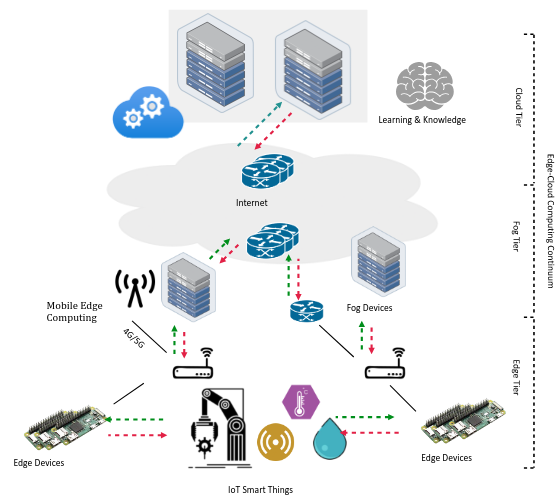 Learning & Knowledge
Cloud Tier
Edge-Cloud Computing Continuum
Internet
Fog Tier
Mobile Edge
Computing
Fog Devices
4G/5G
Edge Tier
°C
Edge Devices
Edge Devices
IoT Smart Things